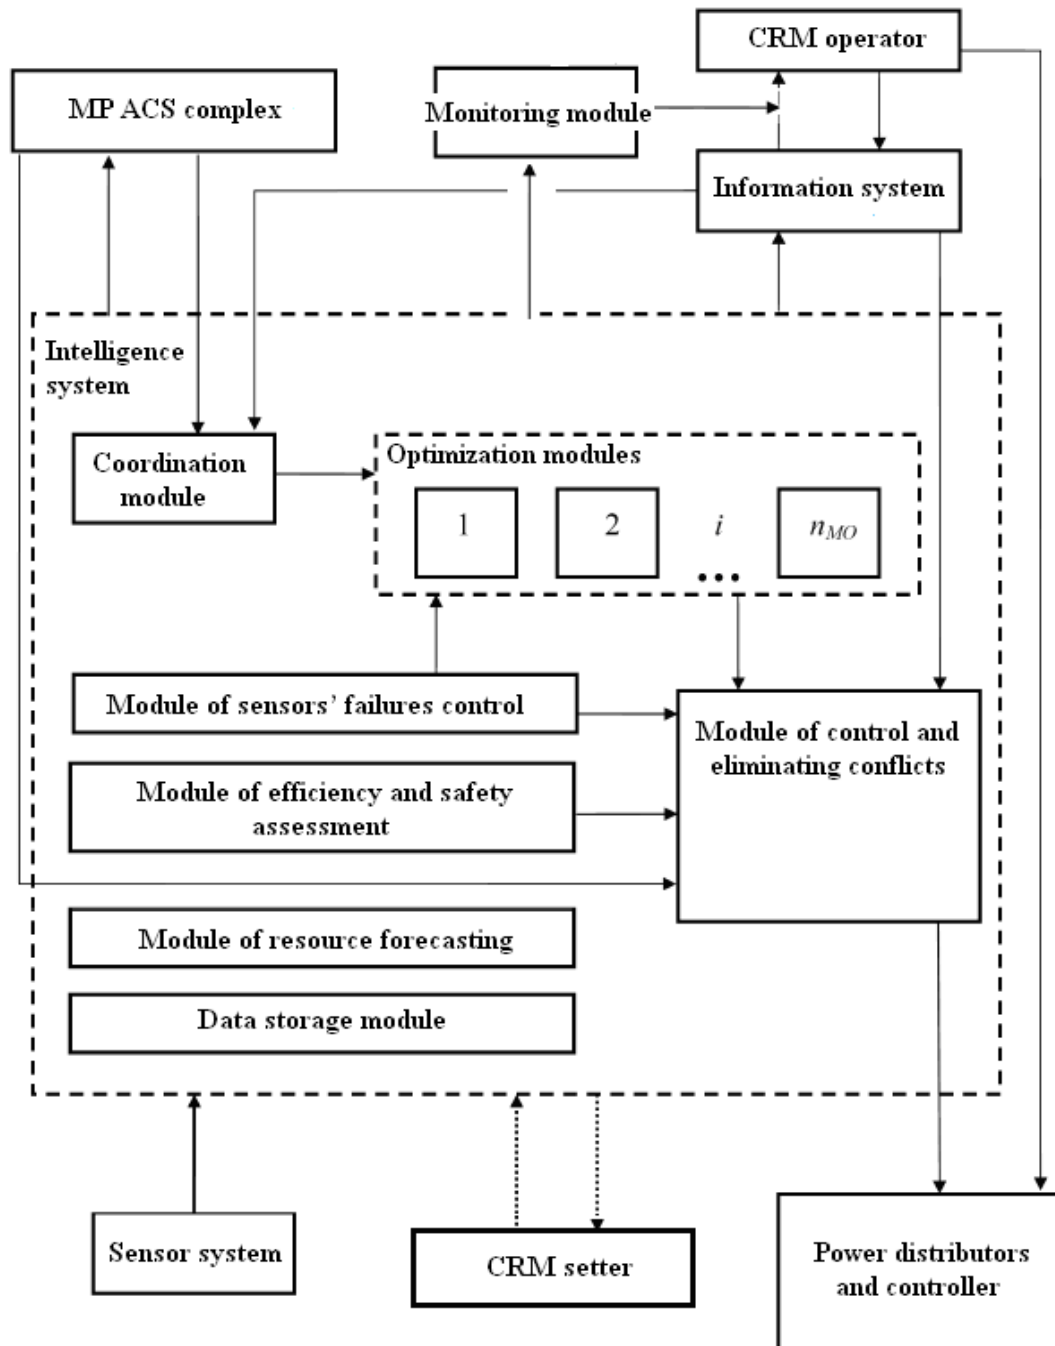 CRM operator
MP ACS complex
Monitoring module
Information system
Intelligence
system
Coordination
module
Optimization modules
1
2
i
...
n_MO
Module of sensors’ failures control
Module of control and
eliminating conflicts
Module of efficiency and safety
assessment
Module of resource forecasting
Data storage module
Sensor system
CRM setter
Power distributors
and controller